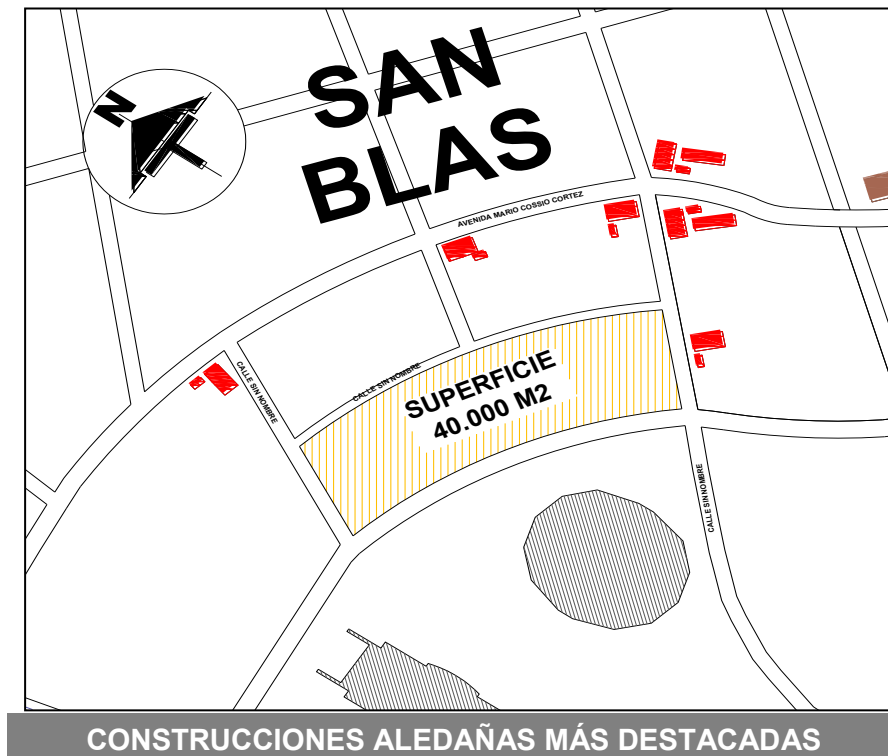 N
SAN
BLAS
AVENIDA MARIO COSSIO CORTEZ
CALLE SIN NOMBRE
CALLE SIN NOMBRE
SUPERFICIE
40.000 M2
CALLE SIN NOMBRE
CONSTRUCCIONES ALEDAÑAS MÁS DESTACADAS